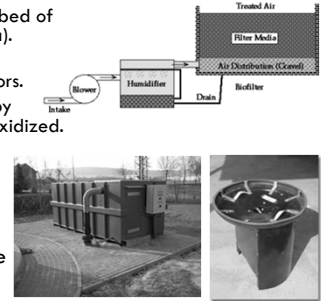 bed of
a).
ors.
by
xidized.
e
Treated Air
Filter Media
Air Distribution (Gravel)
Biofilter
Drain
Humidifier
Blower
Intake